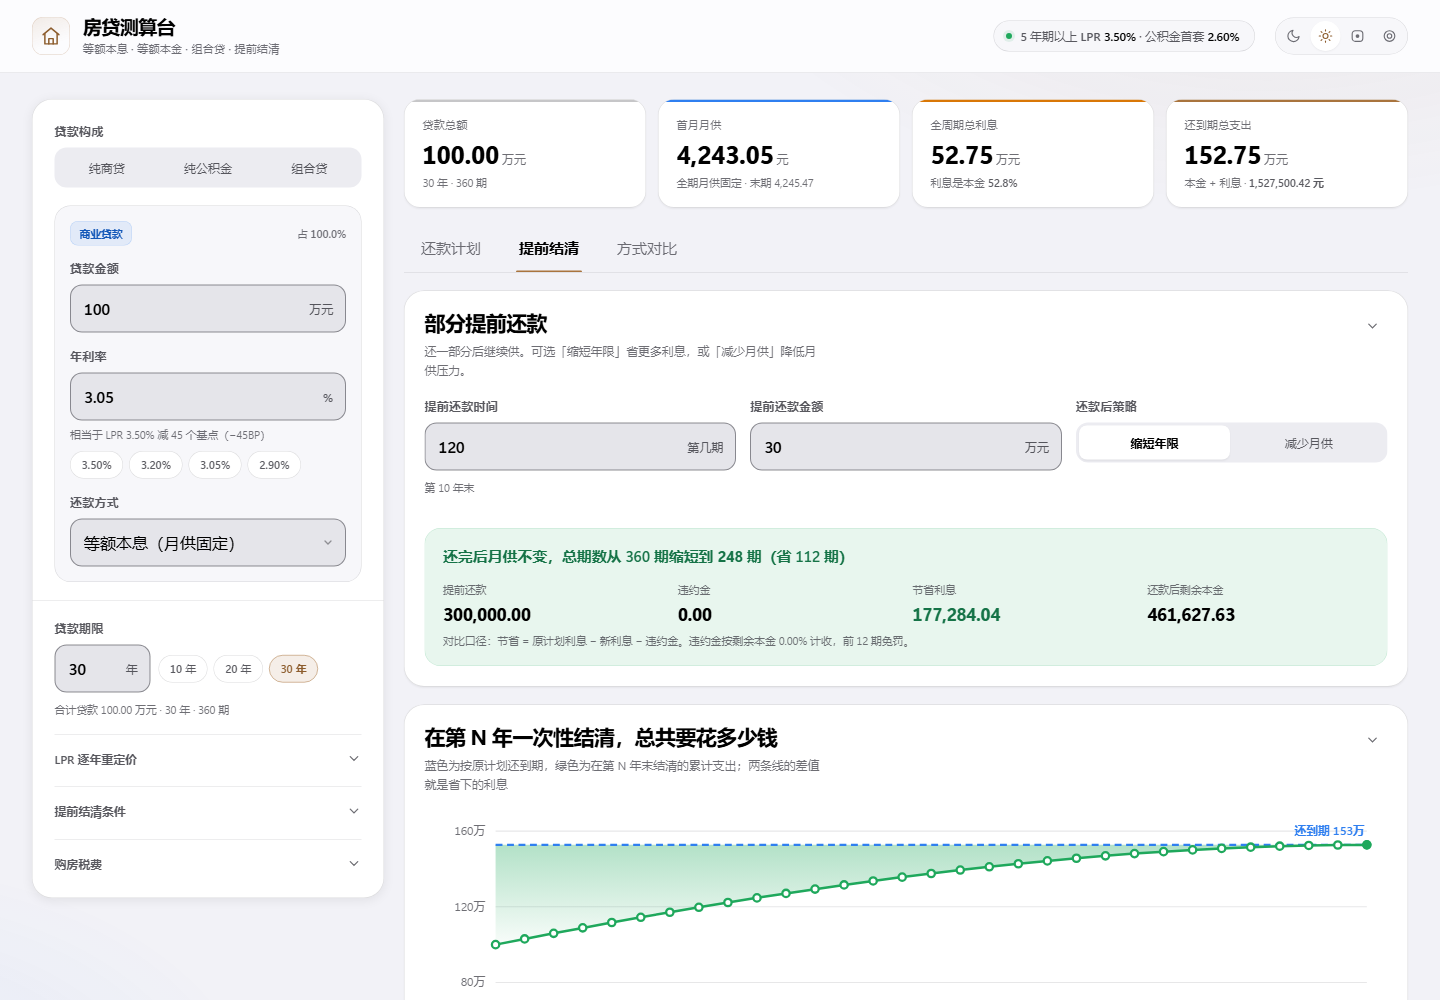 房贷测算台
等额本息 · 等额本金 · 组合贷 · 提前结清
5 年期以上 LPR 3.50% · 公积金首套 2.60%
贷款构成
纯商贷 纯公积金 组合贷
商业贷款 占 100.0%
贷款金额
100 万元
年利率
3.05 %
相当于 LPR 3.50% 减 45 个基点（−45BP）
3.50% 3.20% 3.05% 2.90%
还款方式
等额本息（月供固定）
贷款期限
30 年 10 年 20 年 30 年
合计贷款 100.00 万元 · 30 年 · 360 期
LPR 逐年重定价
提前结清条件
购房税费
贷款总额
100.00 万元
30 年 · 360 期
首月月供
4,243.05 元
全期月供固定 · 末期 4,245.47
全周期总利息
52.75 万元
利息是本金 52.8%
还到期总支出
152.75 万元
本金 + 利息 · 1,527,500.42 元
还款计划 提前结清 方式对比
部分提前还款
还一部分后继续供。可选「缩短年限」省更多利息，或「减少月供」降低月
供压力。
提前还款时间 提前还款金额 还款后策略
120 第几期 30 万元 缩短年限 减少月供
第 10 年末
还完后月供不变，总期数从 360 期缩短到 248 期（省 112 期）
提前还款 违约金 节省利息 还款后剩余本金
300,000.00 0.00 177,284.04 461,627.63
对比口径：节省 = 原计划利息 − 新利息 − 违约金。违约金按剩余本金 0.00% 计收，前 12 期免罚。
在第 N 年一次性结清，总共要花多少钱
蓝色为按原计划还到期，绿色为在第 N 年末结清的累计支出；两条线的差值
就是省下的利息
160万
还到期 153万
120万
80万